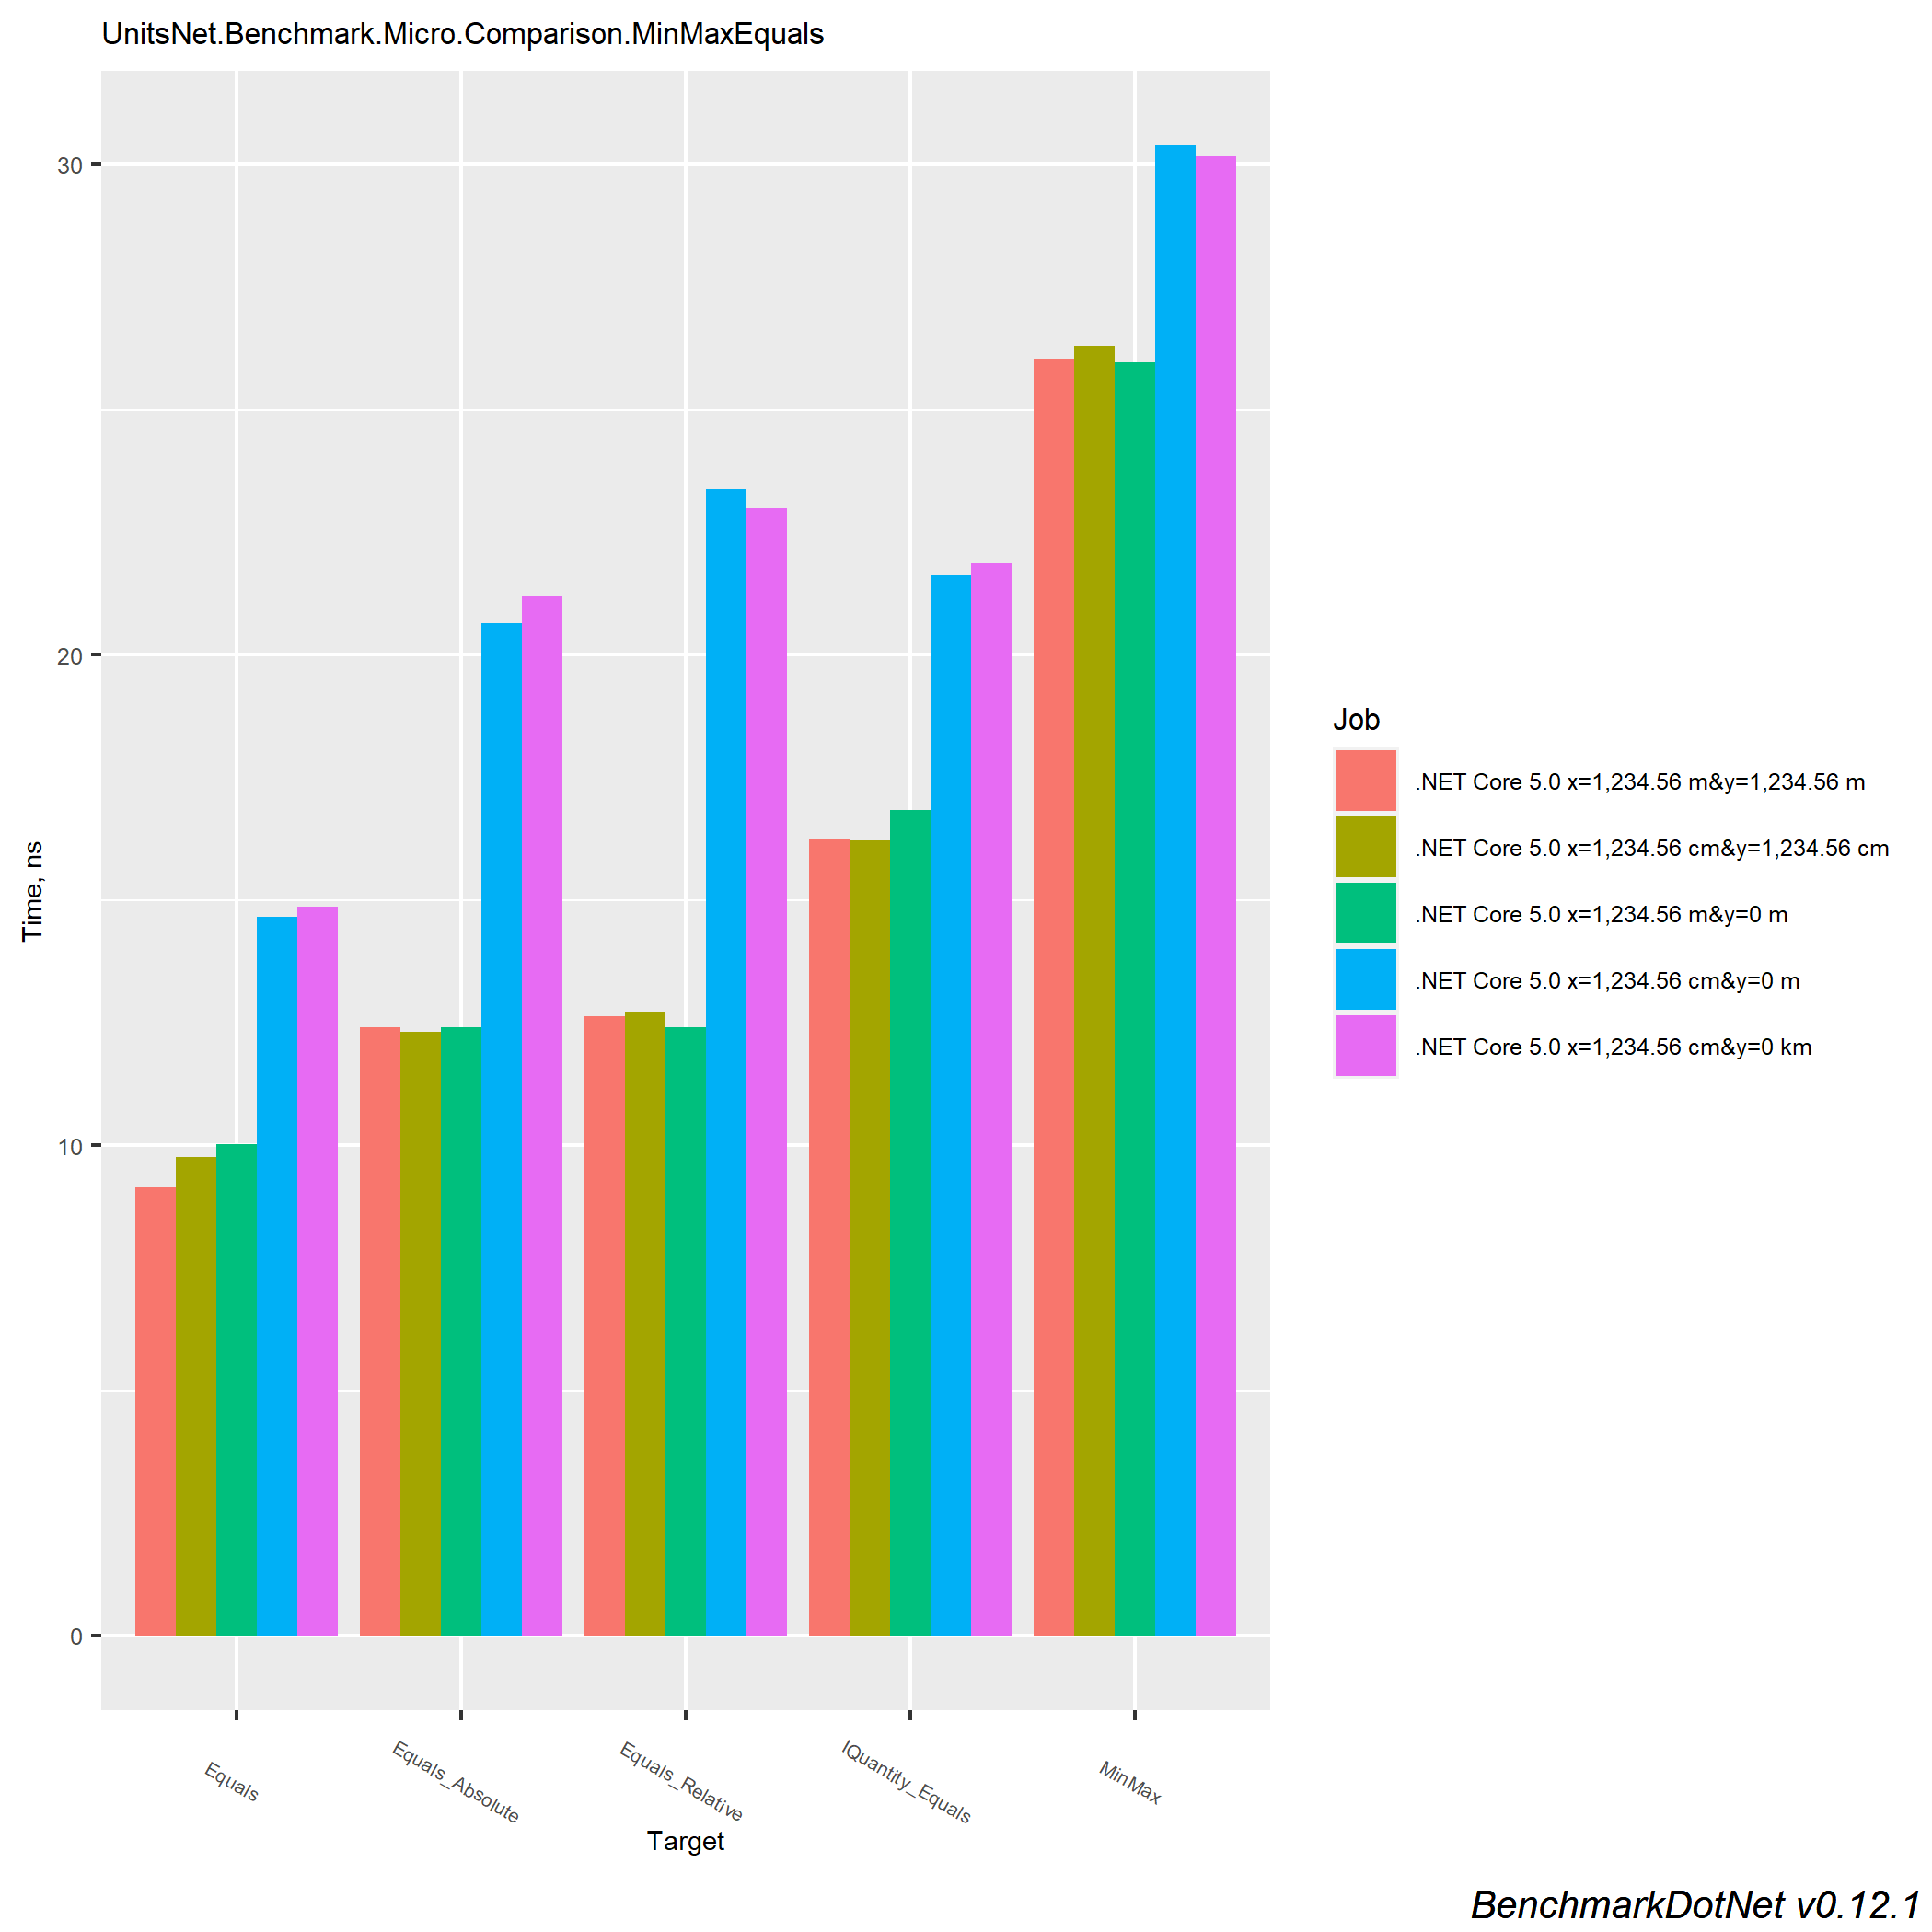 UnitsNet.Benchmark.Micro.Comparison.MinMaxEquals
30
20
10
0
Time, ns
Equals
Equals_Absolute
Equals_Relative
IQuantity_Equals
MinMax
Target
Job
.NET Core 5.0 x=1,234.56 m&y=1,234.56 m
.NET Core 5.0 x=1,234.56 cm&y=1,234.56 cm
.NET Core 5.0 x=1,234.56 m&y=0 m
.NET Core 5.0 x=1,234.56 cm&y=0 m
.NET Core 5.0 x=1,234.56 cm&y=0 km
BenchmarkDotNet v0.12.1